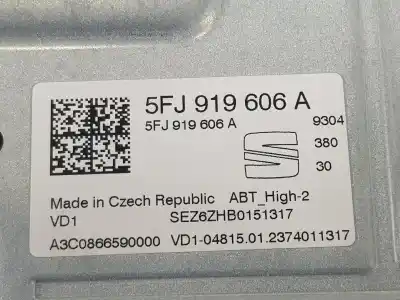 5FJ 919 606 A
5FJ 919 606 A
9304
380
30
Made in Czech Republic ABT_High-2
VD1 SEZ6ZHB0151317
A3C0866590000 VD1-04815.01.2374011317